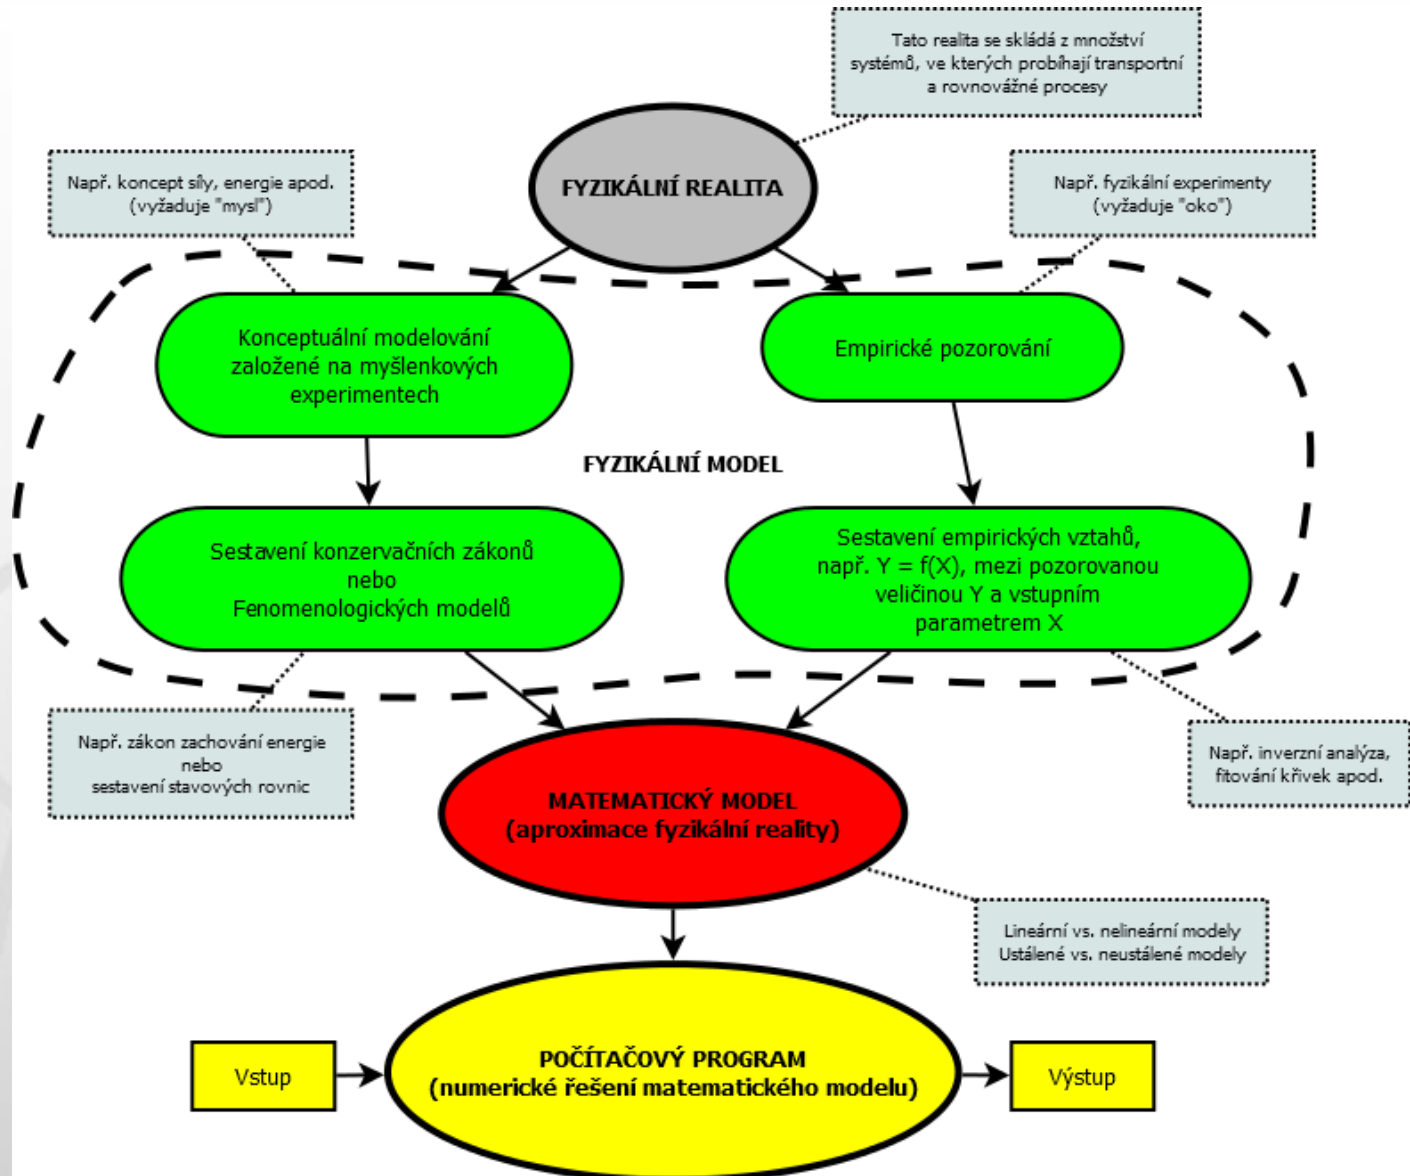 Tato realita se skládá z množství
systémů, ve kterých probíhají transportní
a rovnovážné procesy
FYZIKÁLNÍ REALITA
Např. koncept síly, energie apod.
(vyžaduje "mysl")
Např. fyzikální experimenty
(vyžaduje "oko")
Konceptuální modelování
založené na myšlenkových
experimentech
Empirické pozorování
FYZIKÁLNÍ MODEL
Sestavení konzervačních zákonů
nebo
Fenomenologických modelů
Sestavení empirických vztahů,
např. Y = f(X), mezi pozorovanou
veličinou Y a vstupním
parametrem X
Např. zákon zachování energie
nebo
sestavení stavových rovnic
Např. inverzní analýza,
fitování křivek apod.
MATEMATICKÝ MODEL
(aproximace fyzikální reality)
Lineární vs. nelineární modely
Ustálené vs. neustálené modely
Vstup
POČÍTAČOVÝ PROGRAM
(numerické řešení matematického modelu)
Výstup